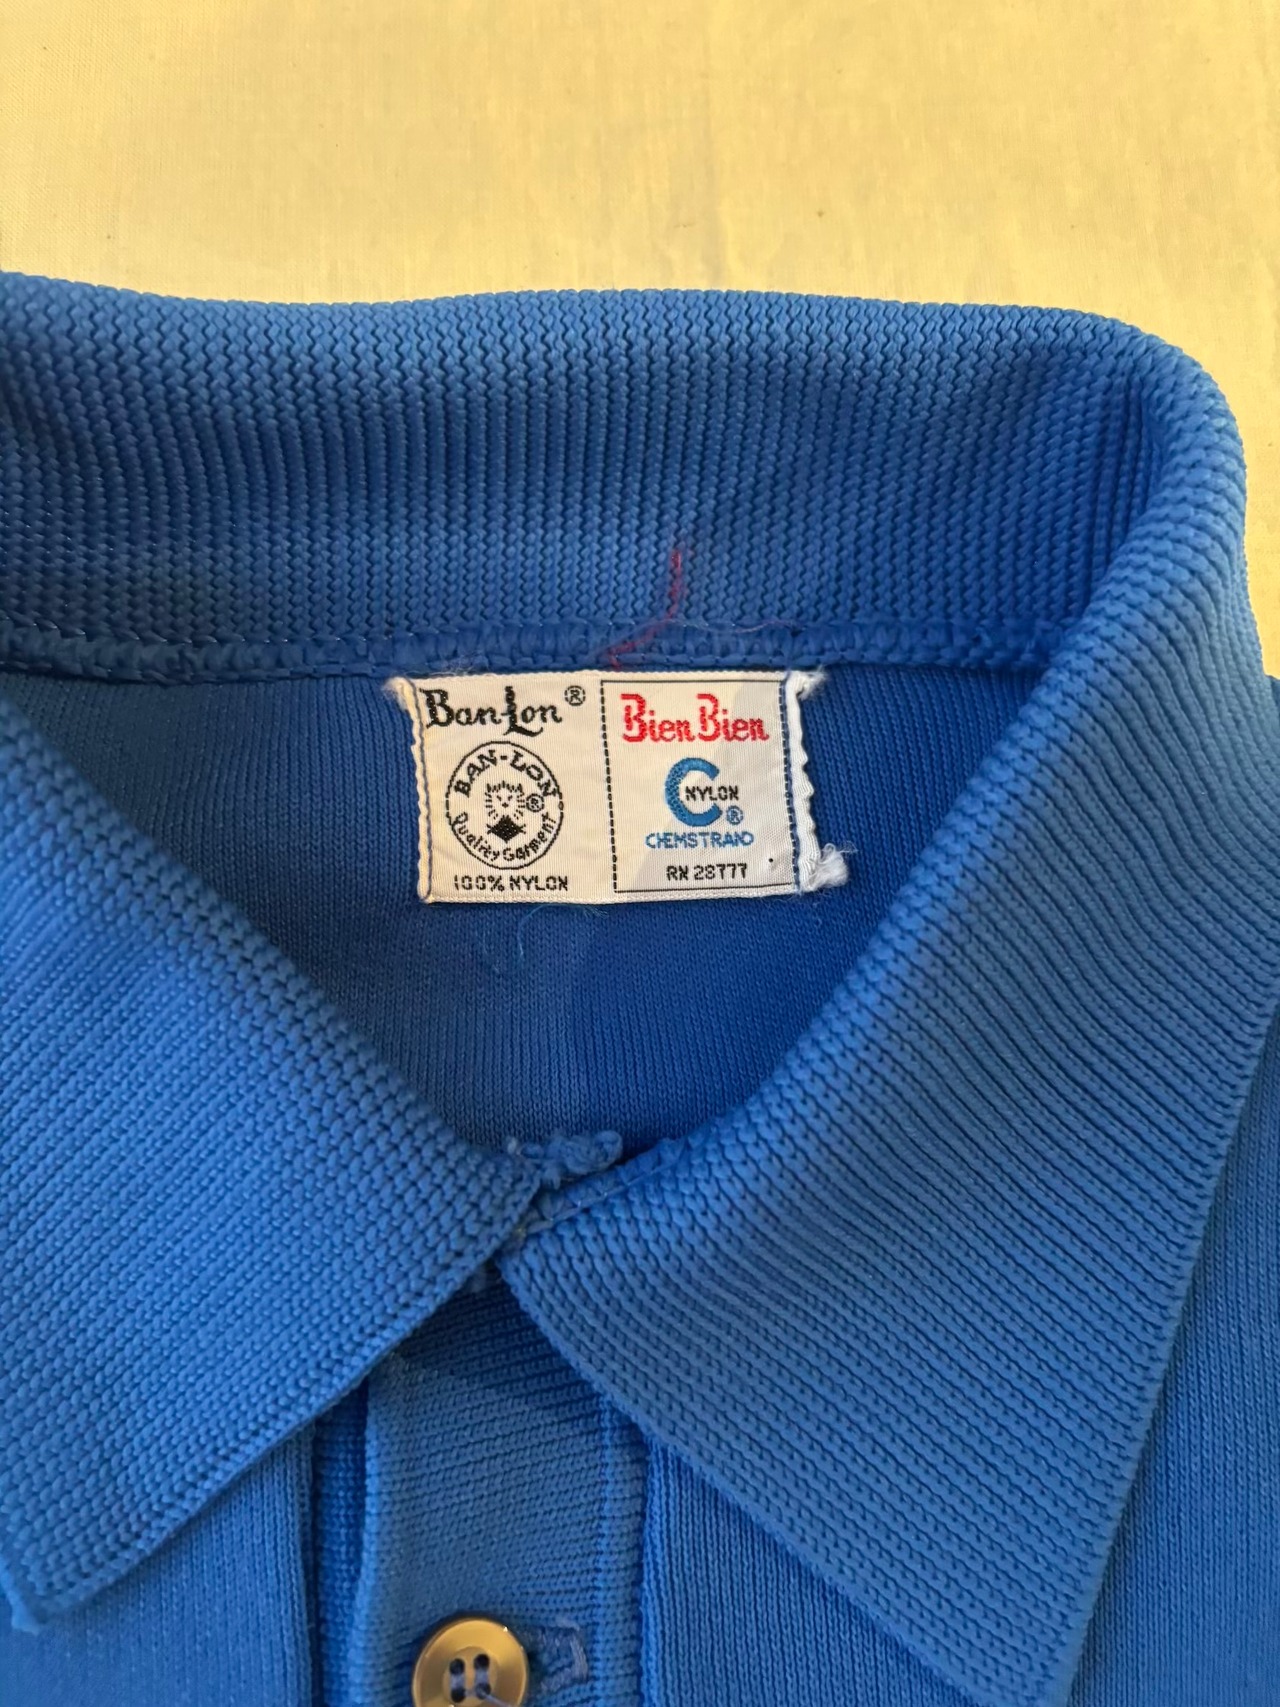 Ban-Lon®
BAN-LON
®
Quality Garment
100% NYLON
Bien Bien
C NYLON ®
CHEMSTRAND
RN 28777